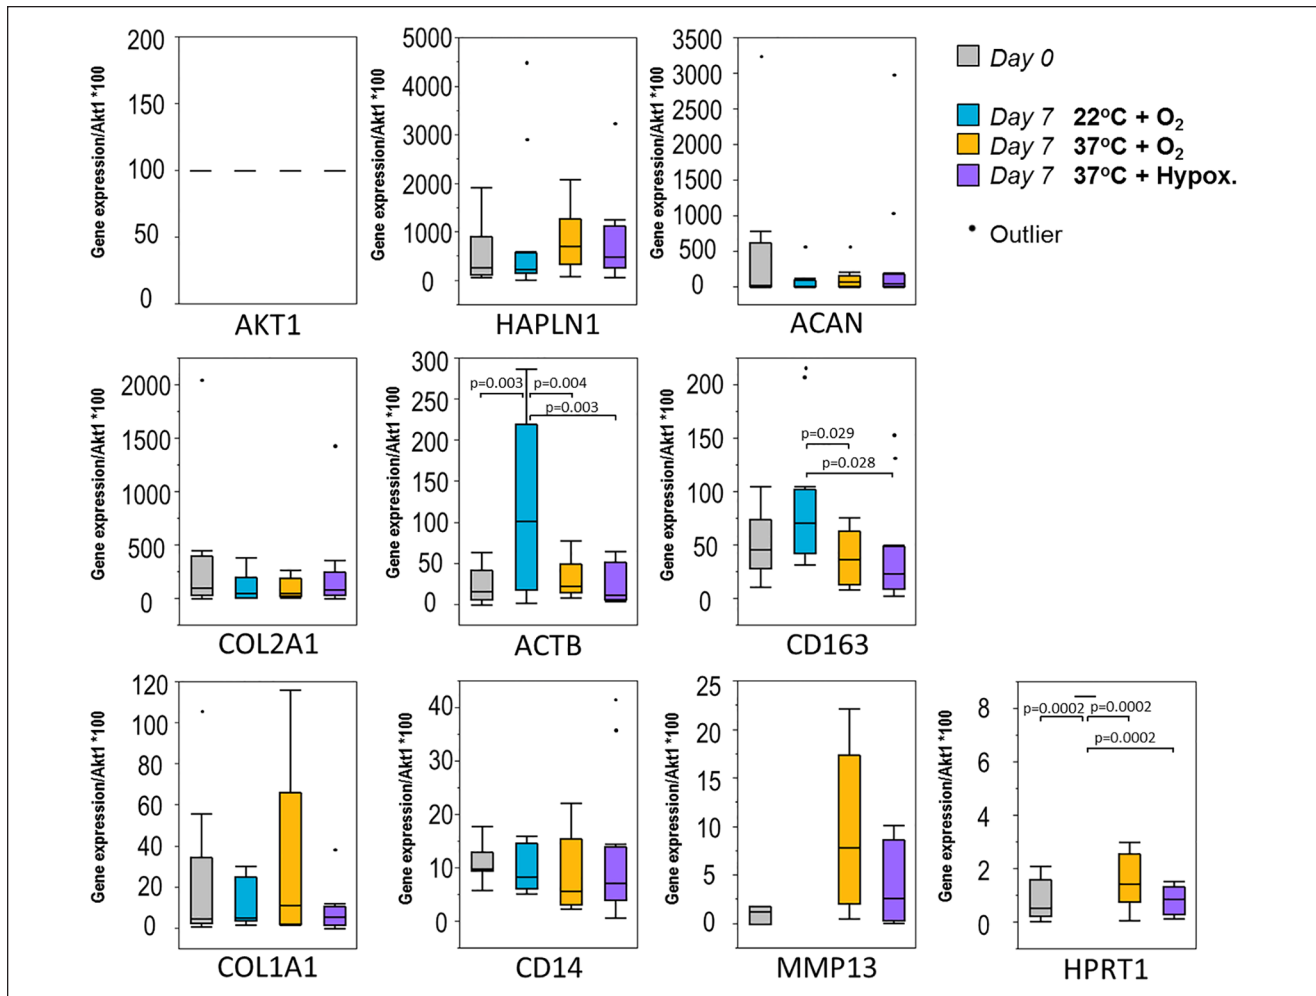 Gene expression/Akt1 *100
200
150
100
50
0
AKT1
Gene expression/Akt1 *100
5000
4000
3000
2000
1000
0
HAPLN1
Gene expression/Akt1 *100
3500
3000
2500
2000
1500
1000
500
0
ACAN
Day 0
Day 7 22°C + O₂
Day 7 37°C + O₂
Day 7 37°C + Hypox.
• Outlier
Gene expression/Akt1 *100
2000
1500
1000
500
0
COL2A1
Gene expression/Akt1 *100
300
250
200
150
100
50
0
p=0.003 p=0.004
p=0.003
ACTB
Gene expression/Akt1 *100
200
150
100
50
0
p=0.029
p=0.028
CD163
Gene expression/Akt1 *100
120
100
80
60
40
20
0
COL1A1
Gene expression/Akt1 *100
40
30
20
10
0
CD14
Gene expression/Akt1 *100
25
20
15
10
5
0
MMP13
Gene expression/Akt1 *100
8
6
4
2
0
p=0.0002 p=0.0002
p=0.0002
HPRT1